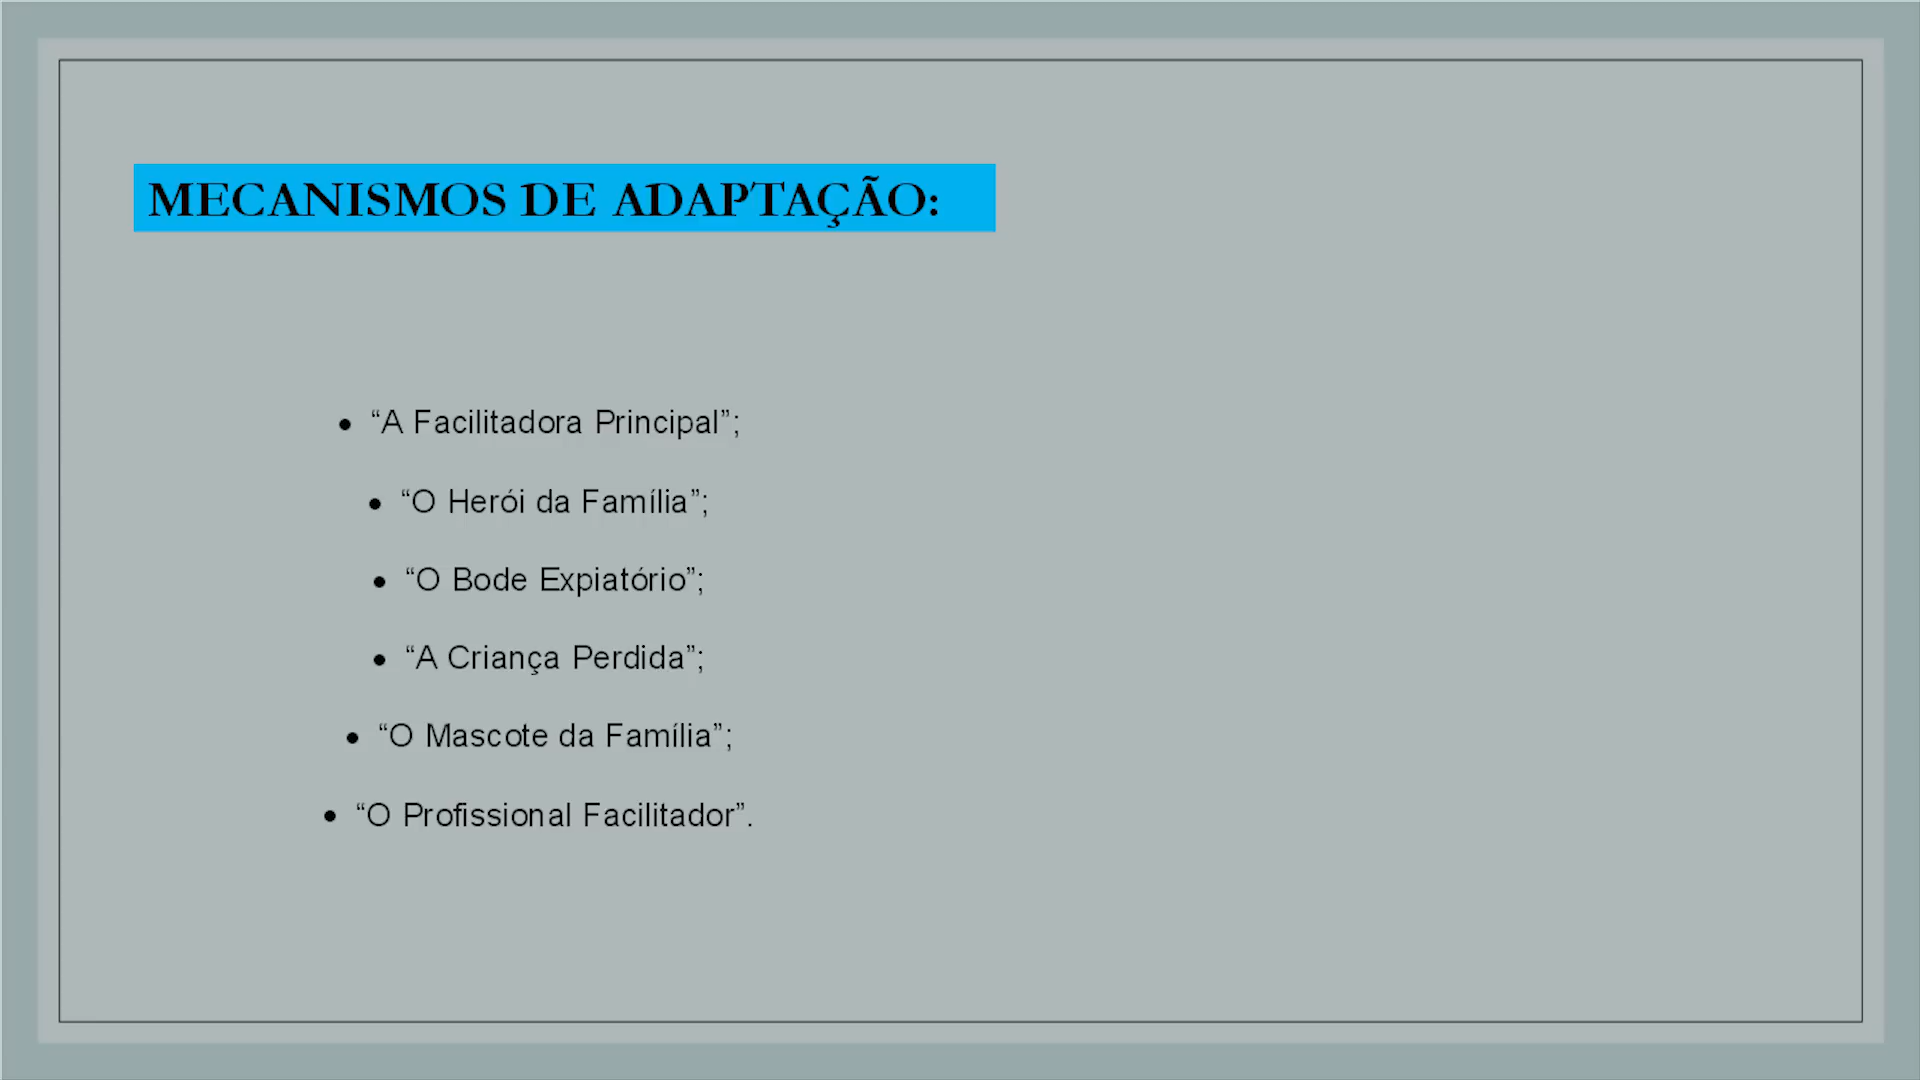 MECANISMOS DE ADAPTAÇÃO:
• “A Facilitadora Principal”;
• “O Herói da Família”;
• “O Bode Expiatório”;
• “A Criança Perdida”;
• “O Mascote da Família”;
• “O Profissional Facilitador”.